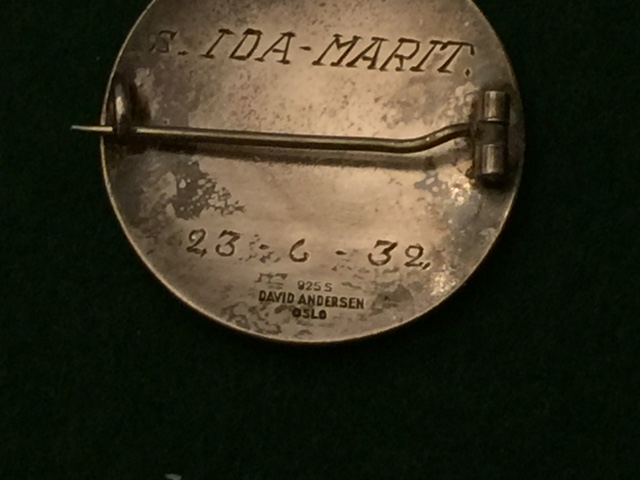 s. IDA-MARIT.
23 - 6 - 32.
925 S
DAVID ANDERSEN
OSLO